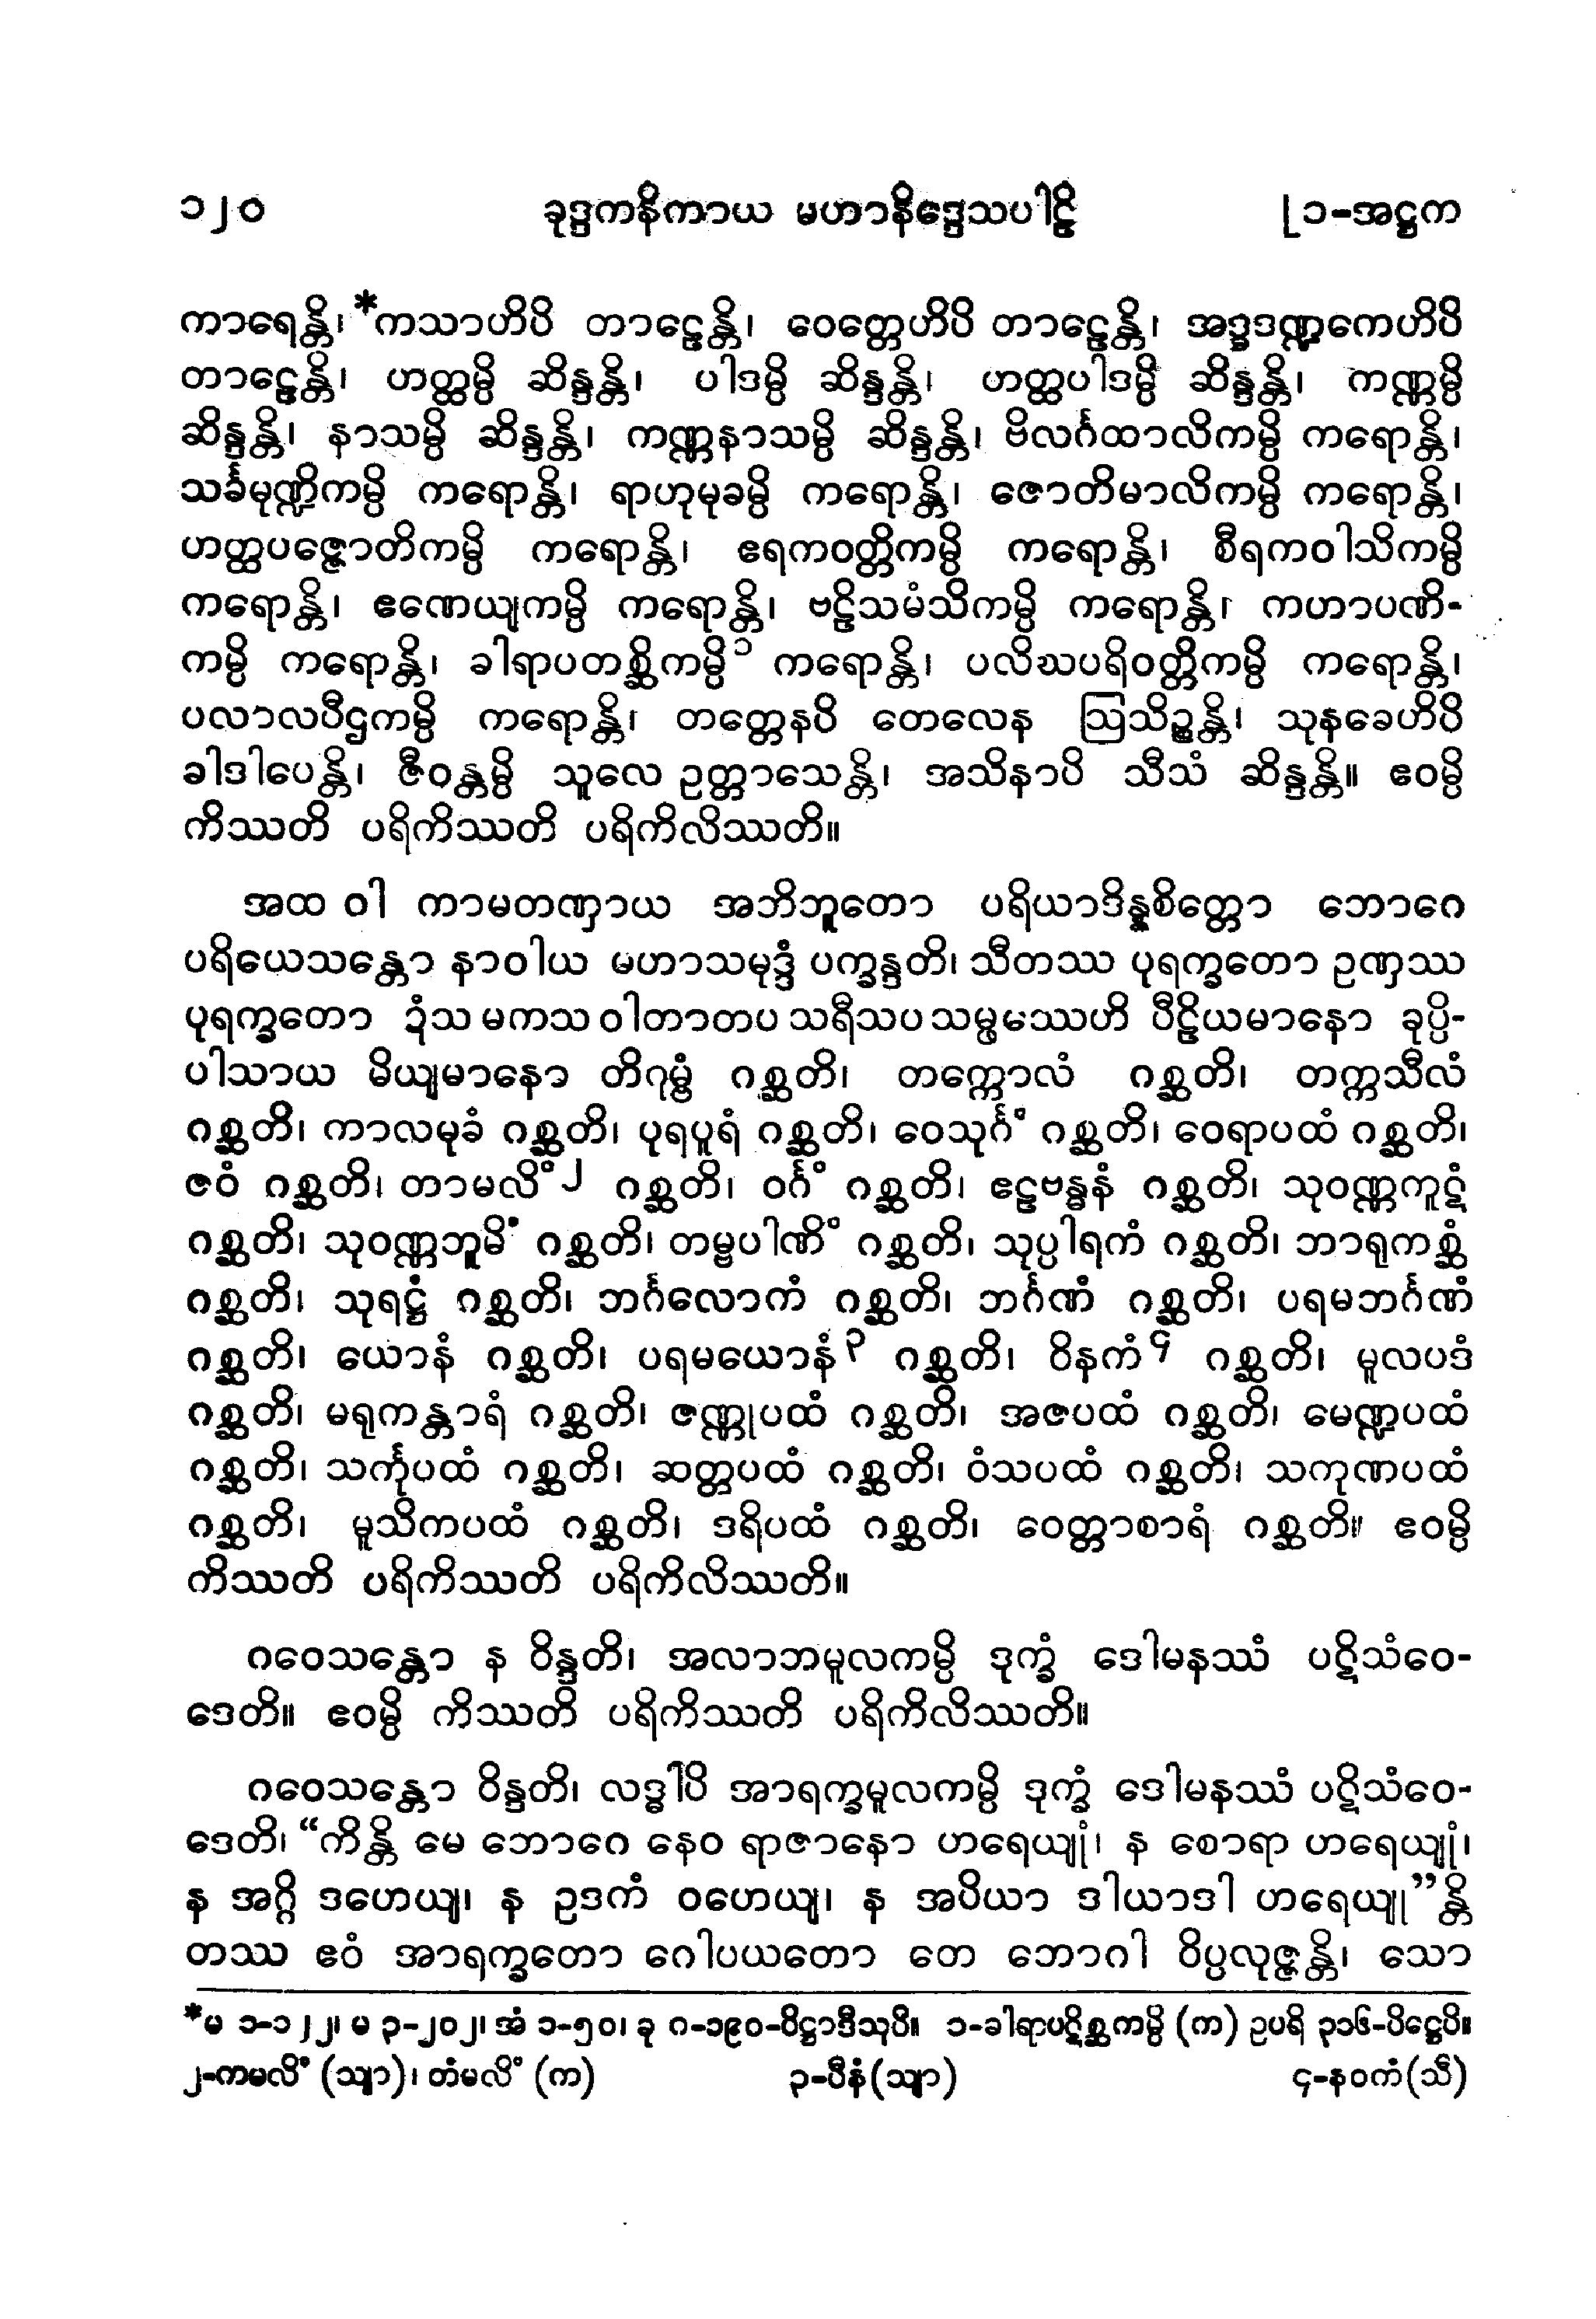 ၁၂၀ ခုဒ္ဒကနိကာယ မဟာနိဒ္ဒေသပါဠိ [၁-အဋ္ဌက
ကာရေန္တိ၊ *ကသာဟိပိ တာဠေန္တိ၊ ဝေတ္တေဟိပိ တာဠေန္တိ၊ အဒ္ဓဒဏ္ဍကေဟိပိ
တာဠေန္တိ၊ ဟတ္ထမ္ပိ ဆိန္ဒန္တိ၊ ပါဒမ္ပိ ဆိန္ဒန္တိ၊ ဟတ္ထပါဒမ္ပိ ဆိန္ဒန္တိ၊ ကဏ္ဏမ္ပိ
ဆိန္ဒန္တိ၊ နာသမ္ပိ ဆိန္ဒန္တိ၊ ကဏ္ဏနာသမ္ပိ ဆိန္ဒန္တိ၊ ဗိလင်္ဂထာလိကမ္ပိ ကရောန္တိ၊
သင်္ခမုဏ္ဍိကမ္ပိ ကရောန္တိ၊ ရာဟုမုခမ္ပိ ကရောန္တိ၊ ဇောတိမာလိကမ္ပိ ကရောန္တိ၊
ဟတ္ထပဇ္ဇောတိကမ္ပိ ကရောန္တိ၊ ဧရကဝတ္တိကမ္ပိ ကရောန္တိ၊ စီရကဝါသိကမ္ပိ
ကရောန္တိ၊ ဧဏေယျကမ္ပိ ကရောန္တိ၊ ဗဠိသမံသိကမ္ပိ ကရောန္တိ၊ ကဟာပဏိ-
ကမ္ပိ ကရောန္တိ၊ ခါရာပတစ္ဆိကမ္ပိ ၁ ကရောန္တိ၊ ပလိဃပရိဝတ္တိကမ္ပိ ကရောန္တိ၊
ပလာလပီဌကမ္ပိ ကရောန္တိ၊ တတ္တေနပိ တေလေန ဩသိဉ္စန္တိ၊ သုနခေဟိပိ
ခါဒါပေန္တိ၊ ဇီဝန္တမ္ပိ သူလေ ဥတ္တာသေန္တိ၊ အသိနာပိ သီသံ ဆိန္ဒန္တိ။ ဧဝမ္ပိ
ကိဿတိ ပရိကိဿတိ ပရိကိလိဿတိ။
အထ ဝါ ကာမတဏှာယ အဘိဘူတော ပရိယာဒိန္နစိတ္တော ဘောဂေ
ပရိယေသန္တော နာဝါယ မဟာသမုဒ္ဒံ ပက္ခန္ဒတိ၊ သီတဿ ပုရက္ခတော ဥဏှဿ
ပုရက္ခတော ဍံသ မကသ ဝါတာတပ သရီသပ သမ္ဖဿေဟိ ပီဠိယမာနော ခုပ္ပိ-
ပါသာယ မိယျမာနော တိဂုမ္ဗံ ဂစ္ဆတိ၊ တက္ကောလံ ဂစ္ဆတိ၊ တက္ကသီလံ
ဂစ္ဆတိ၊ ကာလမုခံ ဂစ္ဆတိ၊ ပုရပူရံ ဂစ္ဆတိ၊ ဝေသုင်္ဂံ ဂစ္ဆတိ၊ ဝေရာပထံ ဂစ္ဆတိ၊
ဇဝံ ဂစ္ဆတိ၊ တာမလိံ ၂ ဂစ္ဆတိ၊ ဝင်္ဂံ ဂစ္ဆတိ၊ ဧဠဗန္ဓနံ ဂစ္ဆတိ၊ သုဝဏ္ဏကူဋံ
ဂစ္ဆတိ၊ သုဝဏ္ဏဘူမိံ ဂစ္ဆတိ၊ တမ္ဗပါဏိံ ဂစ္ဆတိ၊ သုပ္ပါရကံ ဂစ္ဆတိ၊ ဘာရုကစ္ဆံ
ဂစ္ဆတိ၊ သုရဋ္ဌံ ဂစ္ဆတိ၊ ဘင်္ဂလောကံ ဂစ္ဆတိ၊ ဘင်္ဂဏံ ဂစ္ဆတိ၊ ပရမဘင်္ဂဏံ
ဂစ္ဆတိ၊ ယောနံ ဂစ္ဆတိ၊ ပရမယောနံ ၃ ဂစ္ဆတိ၊ ဝိနကံ ၄ ဂစ္ဆတိ၊ မူလပဒံ
ဂစ္ဆတိ၊ မရုကန္တာရံ ဂစ္ဆတိ၊ ဇဏ္ဏုပထံ ဂစ္ဆတိ၊ အဇပထံ ဂစ္ဆတိ၊ မေဏ္ဍပထံ
ဂစ္ဆတိ၊ သင်္ကုပထံ ဂစ္ဆတိ၊ ဆတ္တပထံ ဂစ္ဆတိ၊ ဝံသပထံ ဂစ္ဆတိ၊ သကုဏပထံ
ဂစ္ဆတိ၊ မူသိကပထံ ဂစ္ဆတိ၊ ဒရိပထံ ဂစ္ဆတိ၊ ဝေတ္တာစာရံ ဂစ္ဆတိ။ ဧဝမ္ပိ
ကိဿတိ ပရိကိဿတိ ပရိကိလိဿတိ။
ဂဝေသန္တော န ဝိန္ဒတိ၊ အလာဘမူလကမ္ပိ ဒုက္ခံ ဒေါမနဿံ ပဋိသံဝေ-
ဒေတိ။ ဧဝမ္ပိ ကိဿတိ ပရိကိဿတိ ပရိကိလိဿတိ။
ဂဝေသန္တော ဝိန္ဒတိ၊ လဒ္ဓါပိ အာရက္ခမူလကမ္ပိ ဒုက္ခံ ဒေါမနဿံ ပဋိသံဝေ-
ဒေတိ၊ “ကိန္တိ မေ ဘောဂေ နေဝ ရာဇာနော ဟရေယျုံ၊ န စောရာ ဟရေယျုံ၊
န အဂ္ဂိ ဒဟေယျ၊ န ဥဒကံ ဝဟေယျ၊ န အပိယာ ဒါယာဒါ ဟရေယျု”န္တိ
တဿ ဧဝံ အာရက္ခတော ဂေါပယတော တေ ဘောဂါ ဝိပ္ပလုဇ္ဇန္တိ၊ သော
*မ ၁-၁၂၂၊ မ ၃-၂၀၂၊ အံ ၁-၅၀၊ ခု ဂ-၁၉၀-ပိဋ္ဌာဒီသုပိ။ ၁-ခါရာပဋိစ္ဆကမ္ပိ (က) ဥပရိ ၃၁၆-ပိဋ္ဌေပိ။
၂-ကမလိံ (သျာ)၊ တံမလိံ (က) ၃-ပီနံ(သျာ) ၄-နဝကံ(သီ)